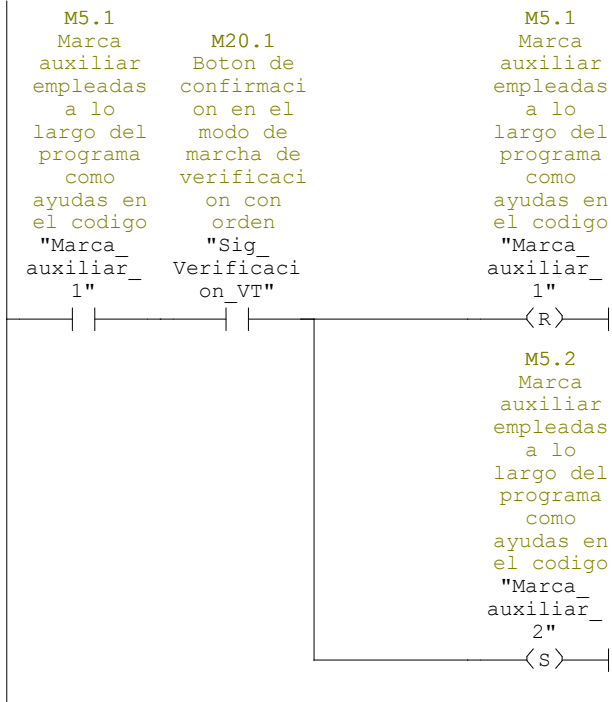 M5.1
Marca
auxiliar
empleadas
a lo
largo del
programa
como
ayudas en
el codigo
"Marca_
auxiliar_
1"
M20.1
Boton de
confirmaci
on en el
modo de
marcha de
verificaci
on con
orden
"Sig_
Verificaci
on_VT"
M5.1
Marca
auxiliar
empleadas
a lo
largo del
programa
como
ayudas en
el codigo
"Marca_
auxiliar_
1"
R
M5.2
Marca
auxiliar
empleadas
a lo
largo del
programa
como
ayudas en
el codigo
"Marca_
auxiliar_
2"
S